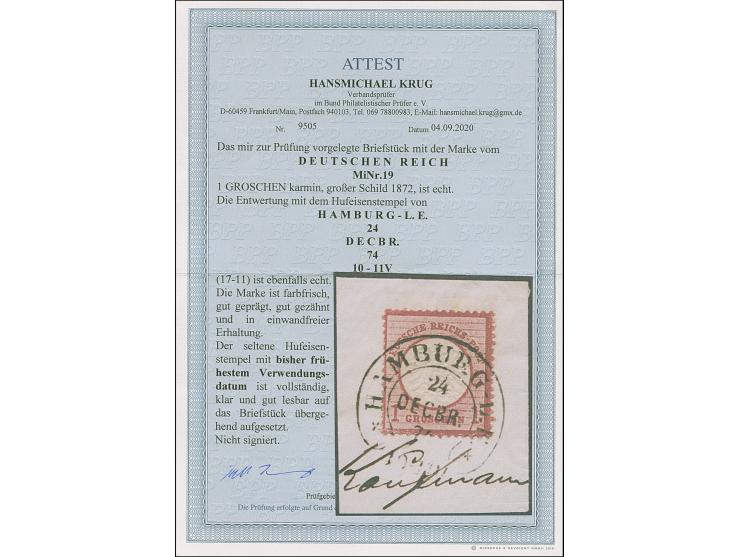 ATTEST
HANSMICHAEL KRUG
Verbandsprüfer
im Bund Philatelistischer Prüfer e. V.
D-60459 Frankfurt/Main, Postfach 940103, Tel. 069 78800983, E-Mail: hansmichael.krug@gmx.de
Nr. 9505 Datum 04.09.2020
Das mir zur Prüfung vorgelegte Briefstück mit der Marke vom
DEUTSCHEN REICH
MiNr.19
1 GROSCHEN karmin, großer Schild 1872, ist echt.
Die Entwertung mit dem Hufeisenstempel von
HAMBURG-L.E.
24
DECBR.
74
10 - 11V
(17-11) ist ebenfalls echt.
Die Marke ist farbfrisch,
gut geprägt, gut gezähnt
und in einwandfreier
Erhaltung.
Der seltene Hufeisen-
stempel mit bisher frü-
hestem Verwendungs-
datum ist vollständig,
klar und gut lesbar auf
das Briefstück überge-
hend aufgesetzt.
Nicht signiert.
Prüfgebie
Die Prüfung erfolgte auf Grund
HAMBURG
24
DECBR.
1 GROSCHEN
Kaufmann